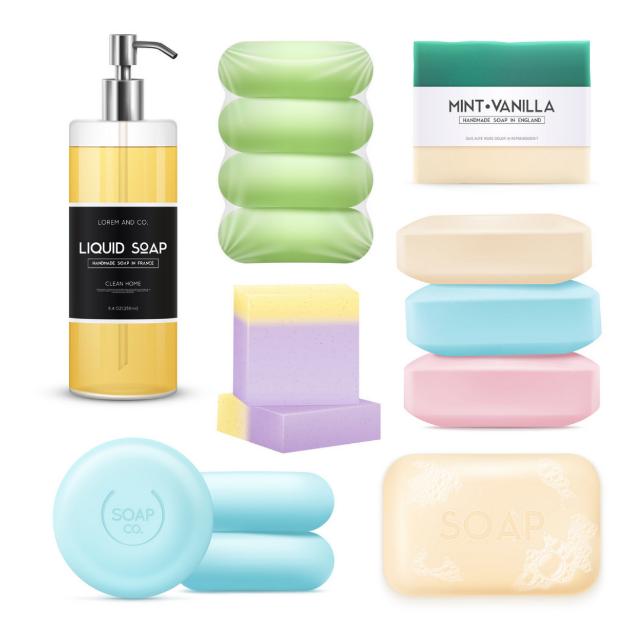 LOREM AND CO.
LIQUID SOAP
HANDMADE SOAP IN FRANCE
CLEAN HOME
MINT•VANILLA
HANDMADE SOAP IN ENGLAND
SOAP
CO.
SOAP